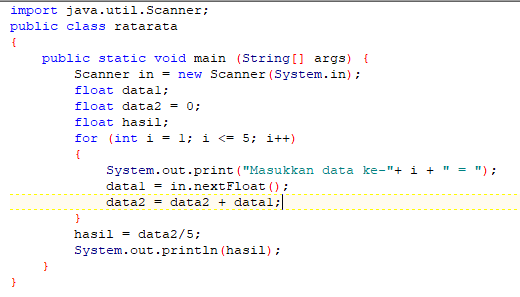 import java.util.Scanner;
public class ratarata
{
    public static void main (String[] args) {
        Scanner in = new Scanner(System.in);
        float data1;
        float data2 = 0;
        float hasil;
        for (int i = 1; i <= 5; i++)
        {
            System.out.print("Masukkan data ke-"+ i + " = ");
            data1 = in.nextFloat();
            data2 = data2 + data1;
        }
        hasil = data2/5;
        System.out.println(hasil);
    }
}